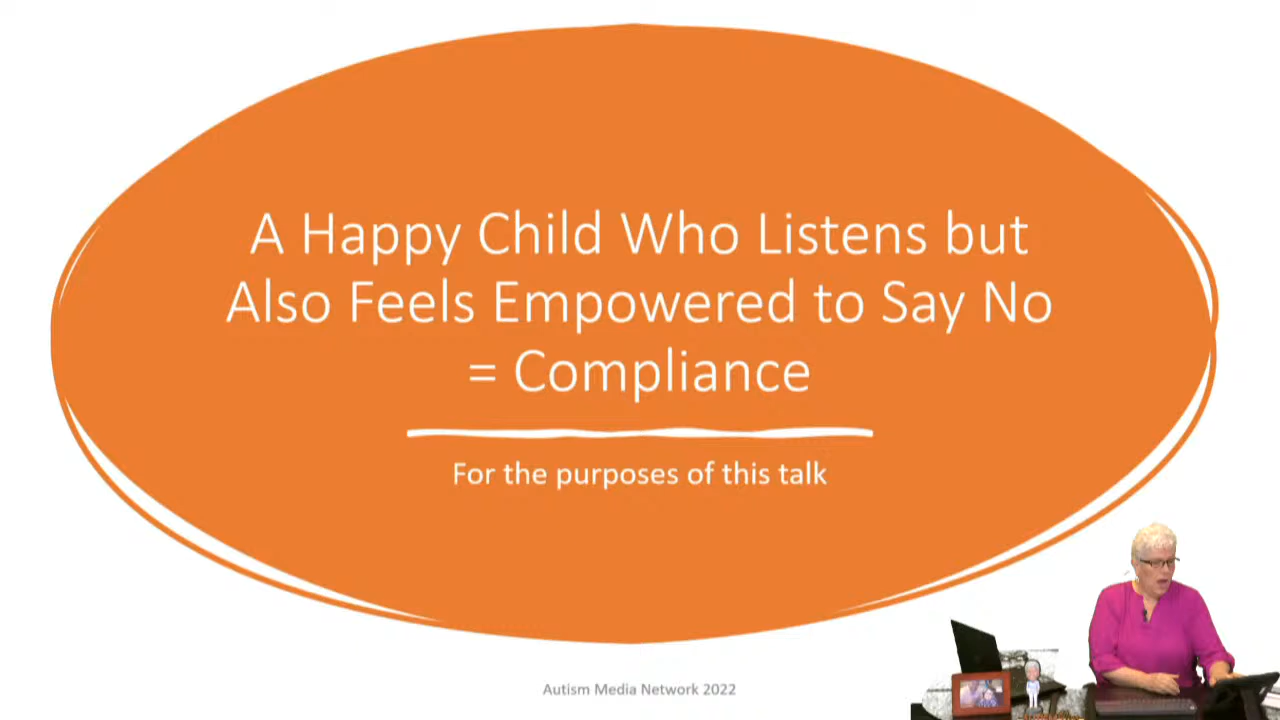 A Happy Child Who Listens but
Also Feels Empowered to Say No
= Compliance
For the purposes of this talk
Autism Media Network 2022